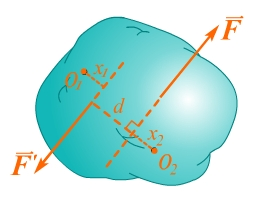 F
O₁ x₁
d
x₂
F' O₂